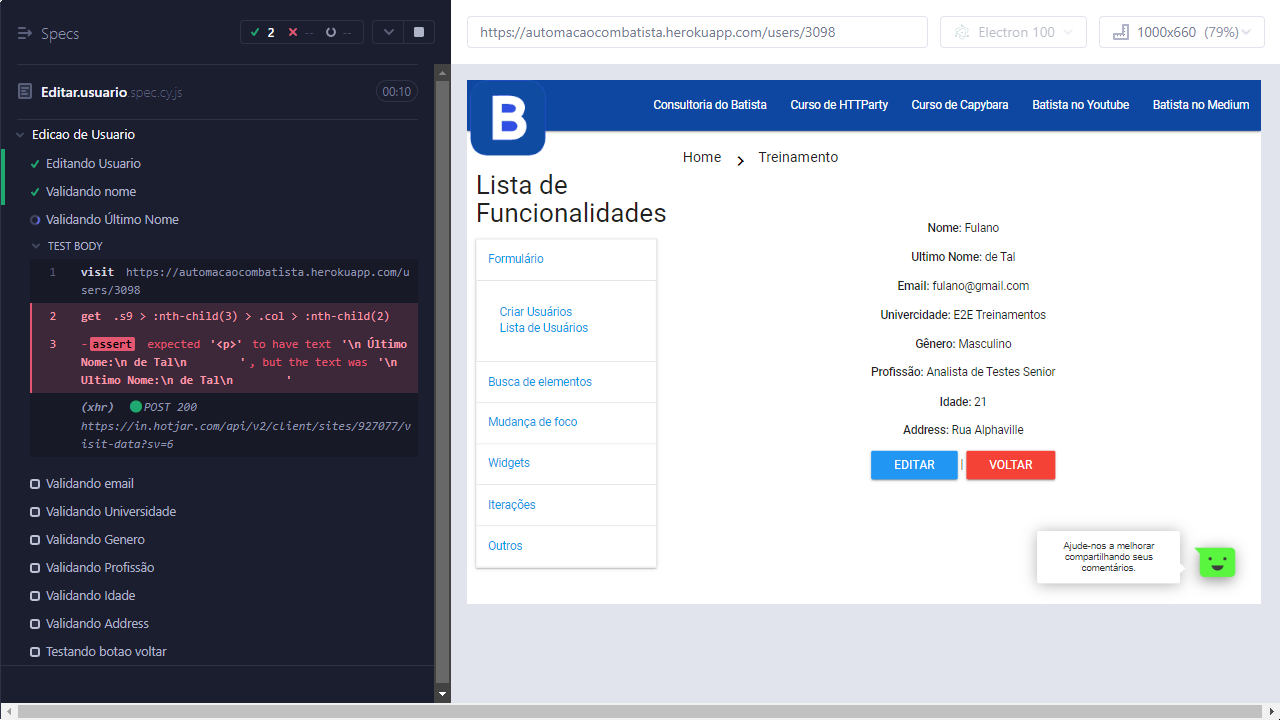 Specs
2
--
--
Editar.usuario.spec.cy.js
00:10
Edicao de Usuario
Editando Usuario
Validando nome
Validando Último Nome
TEST BODY
1 visit https://automacaocombatista.herokuapp.com/u
sers/3098
2 get .s9 > :nth-child(3) > .col > :nth-child(2)
3 -assert expected '<p>' to have text '\n Último
Nome:\n de Tal\n ', but the text was '\n
Ultimo Nome:\n de Tal\n '
(xhr) POST 200
https://in.hotjar.com/api/v2/client/sites/927077/v
isit-data?sv=6
Validando email
Validando Universidade
Validando Genero
Validando Profissão
Validando Idade
Validando Address
Testando botao voltar
https://automacaocombatista.herokuapp.com/users/3098
Electron 100
1000x660 (79%)
B
Consultoria do Batista
Curso de HTTParty
Curso de Capybara
Batista no Youtube
Batista no Medium
Home
Treinamento
Lista de
Funcionalidades
Formulário
Criar Usuários
Lista de Usuários
Busca de elementos
Mudança de foco
Widgets
Iterações
Outros
Nome: Fulano
Ultimo Nome: de Tal
Email: fulano@gmail.com
Univercidade: E2E Treinamentos
Gênero: Masculino
Profissão: Analista de Testes Senior
Idade: 21
Address: Rua Alphaville
EDITAR | VOLTAR
Ajude-nos a melhorar
compartilhando seus
comentários.